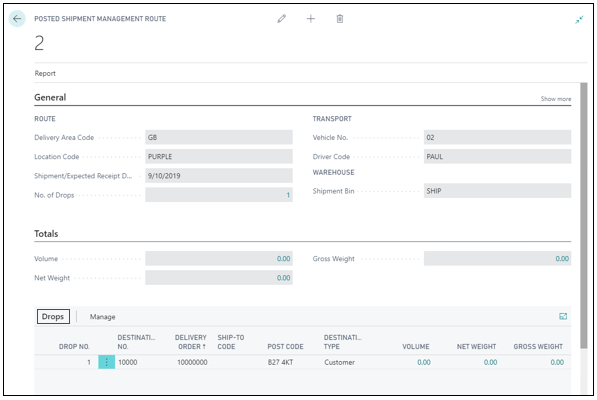 POSTED SHIPMENT MANAGEMENT ROUTE
2
Report
General
Show more
ROUTE
TRANSPORT
Delivery Area Code GB
Vehicle No. 02
Location Code PURPLE
Driver Code PAUL
Shipment/Expected Receipt D... 9/10/2019
WAREHOUSE
No. of Drops 1
Shipment Bin SHIP
Totals
Volume 0.00
Gross Weight 0.00
Net Weight 0.00
Drops Manage
DROP NO. DESTINATI... NO. DELIVERY ORDER ↑ SHIP-TO CODE POST CODE DESTINATI... TYPE VOLUME NET WEIGHT GROSS WEIGHT
1 10000 10000000 B27 4KT Customer 0.00 0.00 0.00